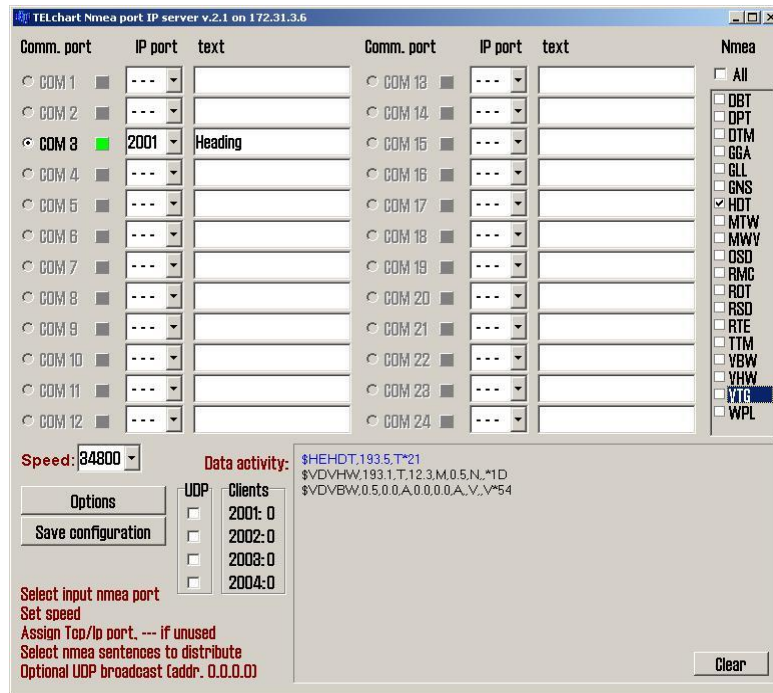 TELchart Nmea port IP server v.2.1 on 172.31.3.6
Comm. port IP port text Comm. port IP port text Nmea
COM 1 --- COM 13 --- All
COM 2 --- COM 14 ---
COM 3 2001 Heading COM 15 ---
COM 4 --- COM 16 ---
COM 5 --- COM 17 ---
COM 6 --- COM 18 ---
COM 7 --- COM 19 ---
COM 8 --- COM 20 ---
COM 9 --- COM 21 ---
COM 10 --- COM 22 ---
COM 11 --- COM 23 ---
COM 12 --- COM 24 ---
DBT
DPT
DTM
GGA
GLL
GNS
HDT
MTW
MWV
OSD
RMC
ROT
RSD
RTE
TTM
VBW
VHW
VTG
WPL
Speed: 34800
Options
Save configuration
Data activity:
UDP Clients
2001: 0
2002:0
2003:0
2004:0
$HEHDT,193.5,T*21
$VDVHW,193.1,T,12.3,M,0.5,N,,*1D
$VDVBW,0.5,0.0,A,0.0,0.0,A,,V,,V*54
Select input nmea port
Set speed
Assign Tcp/Ip port, --- if unused
Select nmea sentences to distribute
Optional UDP broadcast (addr. 0.0.0.0)
Clear